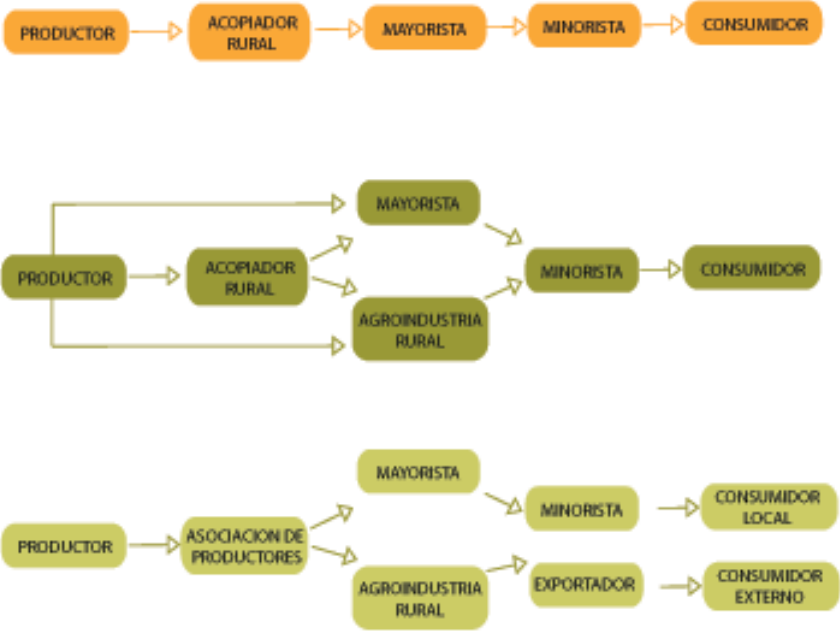 PRODUCTOR
ACOPIADOR
RURAL
MAYORISTA
MINORISTA
CONSUMIDOR
MAYORISTA
PRODUCTOR
ACOPIADOR
RURAL
MINORISTA
CONSUMIDOR
AGROINDUSTRIA
RURAL
MAYORISTA
PRODUCTOR
ASOCIACION DE
PRODUCTORES
MINORISTA
CONSUMIDOR
LOCAL
AGROINDUSTRIA
RURAL
EXPORTADOR
CONSUMIDOR
EXTERNO